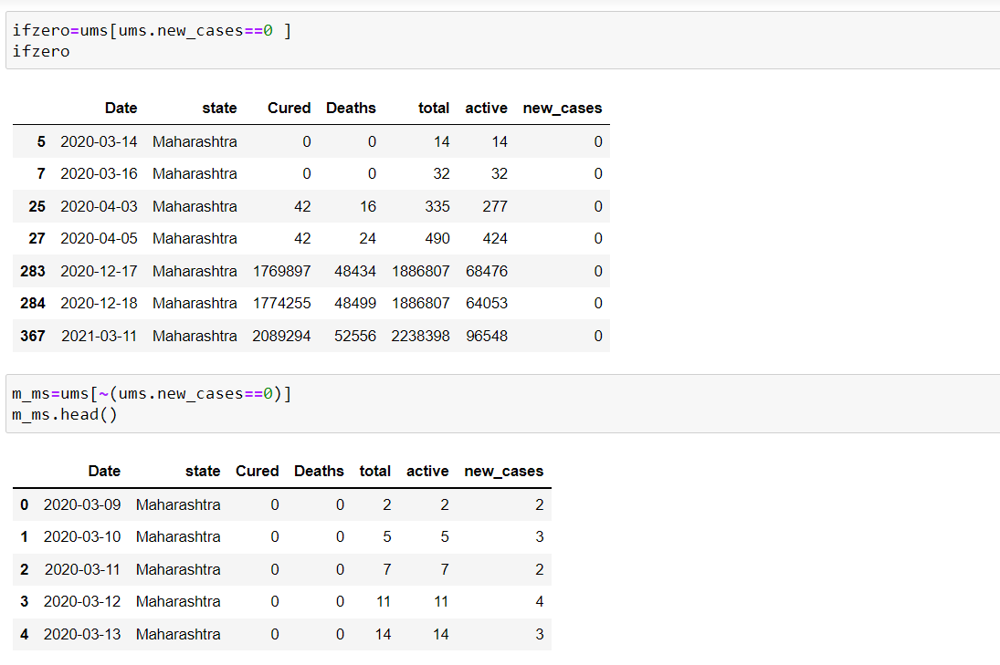 ifzero=ums[ums.new_cases==0 ]
ifzero
Date state Cured Deaths total active new_cases
5 2020-03-14 Maharashtra 0 0 14 14 0
7 2020-03-16 Maharashtra 0 0 32 32 0
25 2020-04-03 Maharashtra 42 16 335 277 0
27 2020-04-05 Maharashtra 42 24 490 424 0
283 2020-12-17 Maharashtra 1769897 48434 1886807 68476 0
284 2020-12-18 Maharashtra 1774255 48499 1886807 64053 0
367 2021-03-11 Maharashtra 2089294 52556 2238398 96548 0
m_ms=ums[~(ums.new_cases==0)]
m_ms.head()
Date state Cured Deaths total active new_cases
0 2020-03-09 Maharashtra 0 0 2 2 2
1 2020-03-10 Maharashtra 0 0 5 5 3
2 2020-03-11 Maharashtra 0 0 7 7 2
3 2020-03-12 Maharashtra 0 0 11 11 4
4 2020-03-13 Maharashtra 0 0 14 14 3